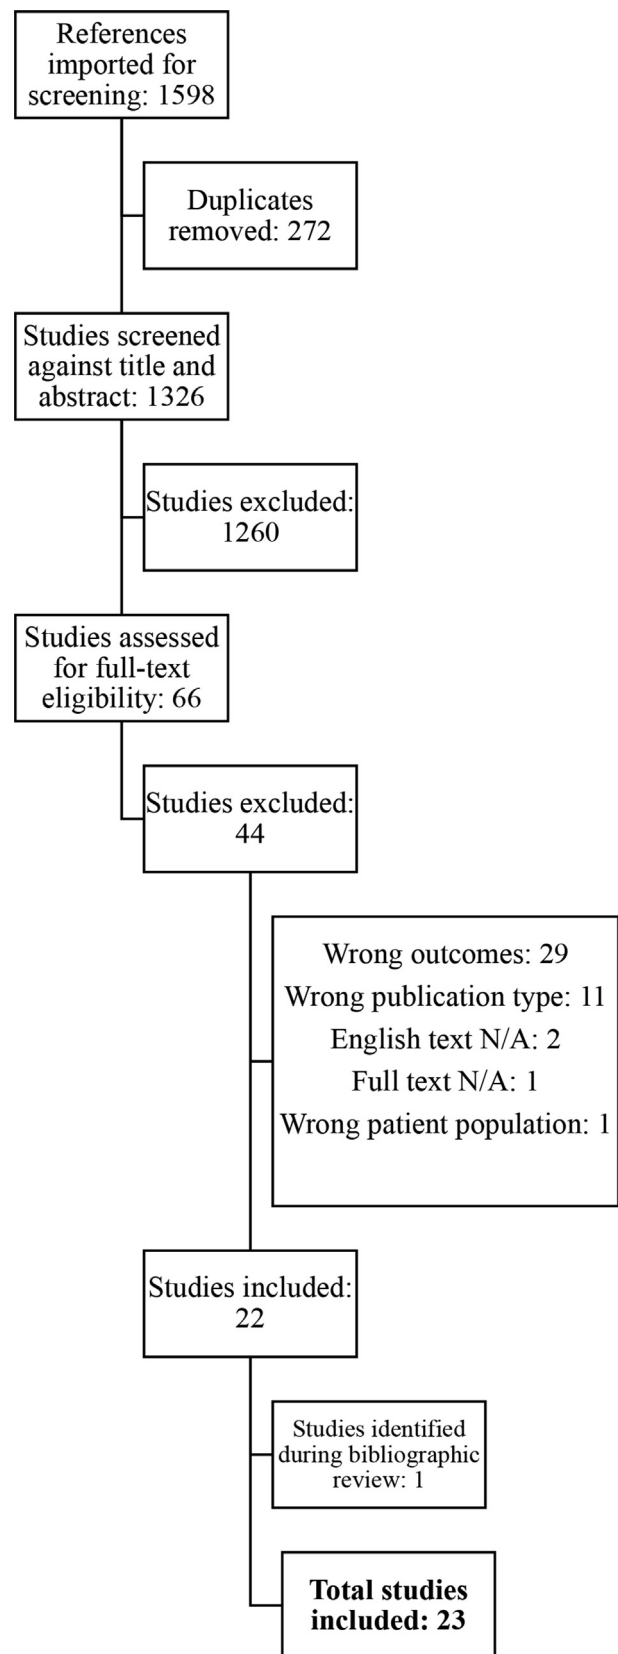 References
imported for
screening: 1598
Duplicates
removed: 272
Studies screened
against title and
abstract: 1326
Studies excluded:
1260
Studies assessed
for full-text
eligibility: 66
Studies excluded:
44
Wrong outcomes: 29
Wrong publication type: 11
English text N/A: 2
Full text N/A: 1
Wrong patient population: 1
Studies included:
22
Studies identified
during bibliographic
review: 1
Total studies
included: 23